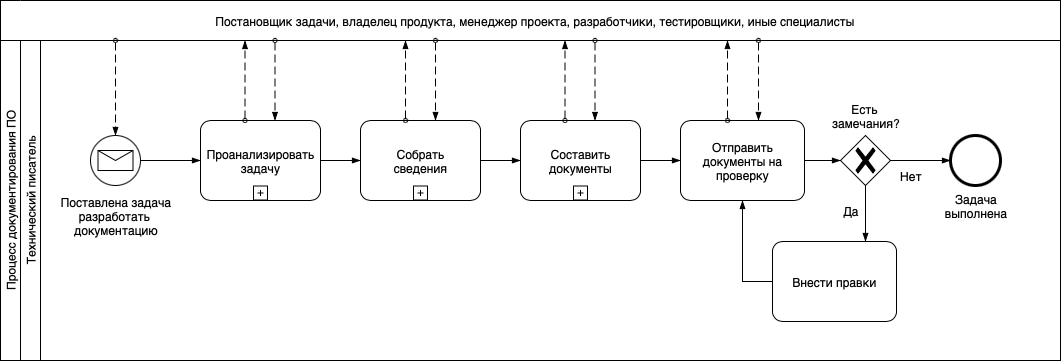 Постановщик задачи, владелец продукта, менеджер проекта, разработчики, тестировщики, иные специалисты
Процесс документирования ПО
Технический писатель
Поставлена задача
разработать
документацию
Проанализировать
задачу
Собрать
сведения
Составить
документы
Отправить
документы на
проверку
Есть
замечания?
Нет
Да
Задача
выполнена
Внести правки